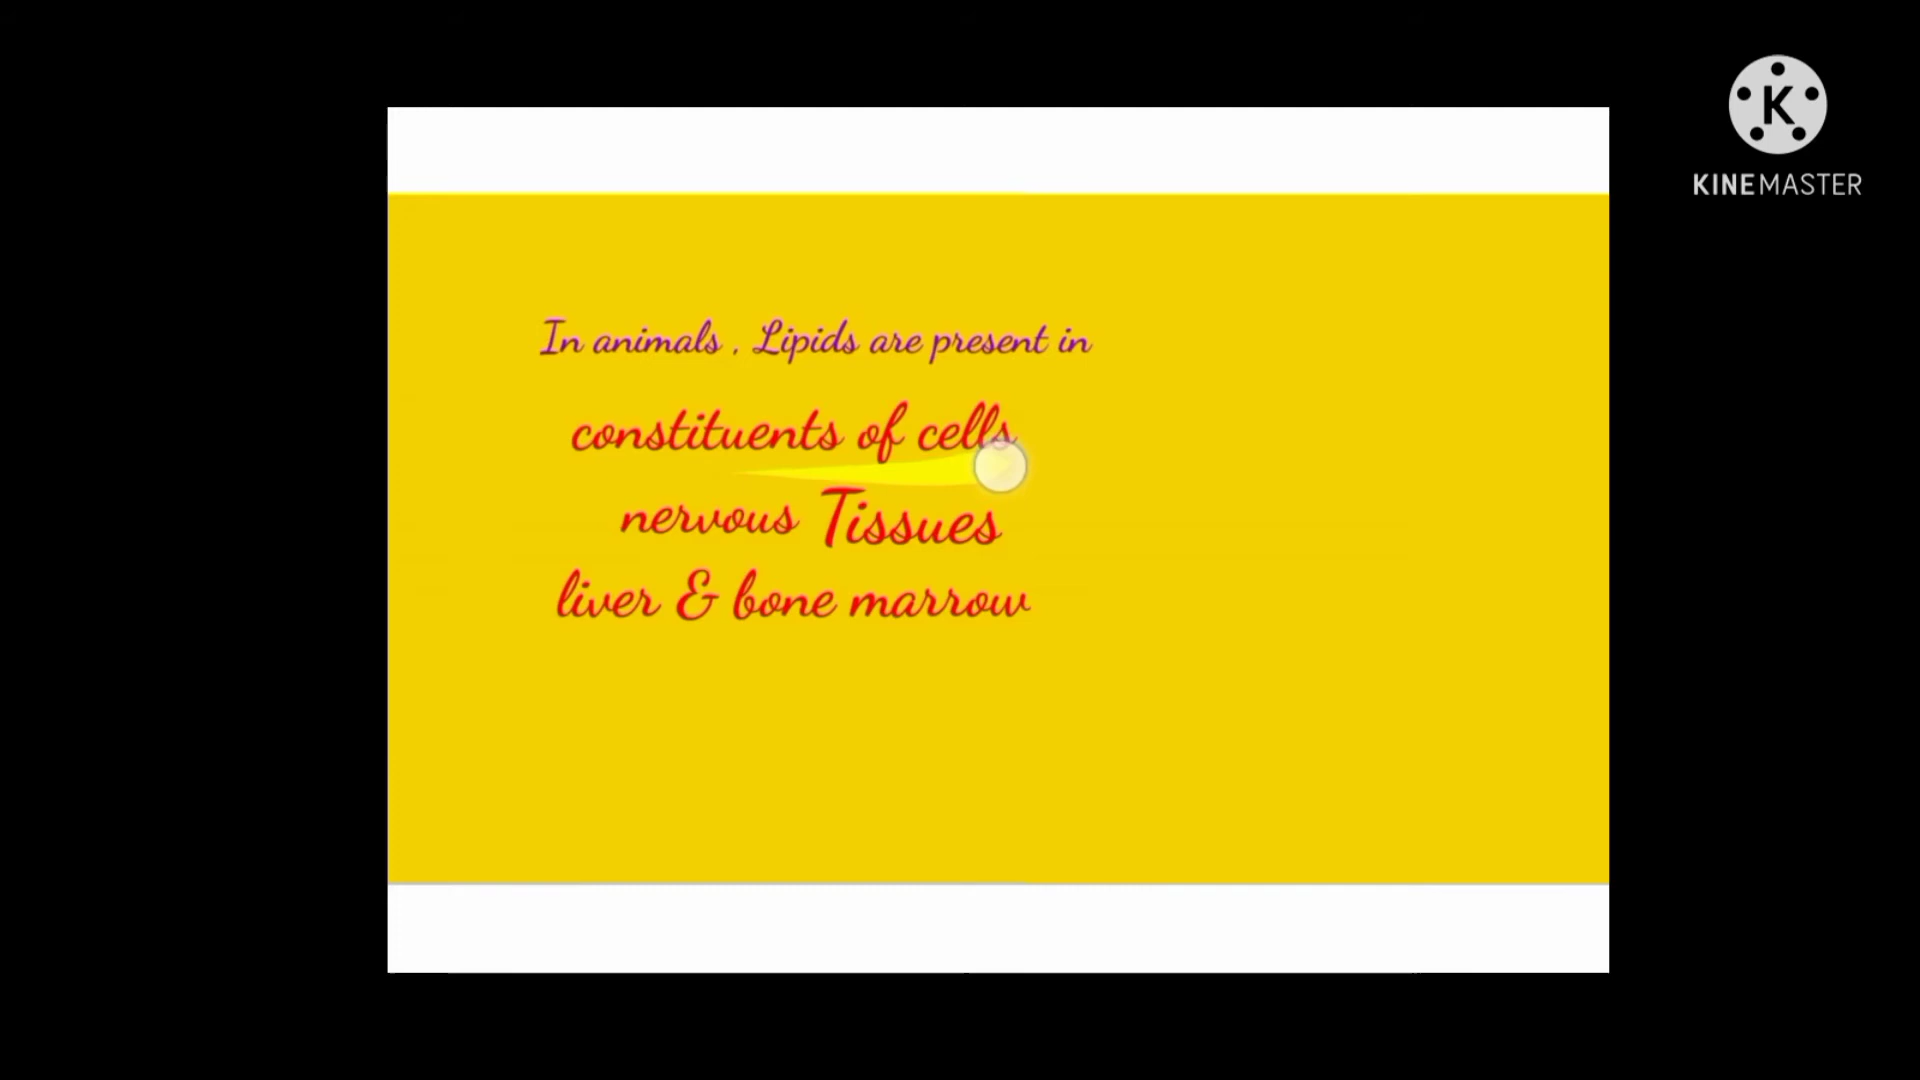 In animals , Lipids are present in
constituents of cells
nervous Tissues
liver & bone marrow
K
KINEMASTER